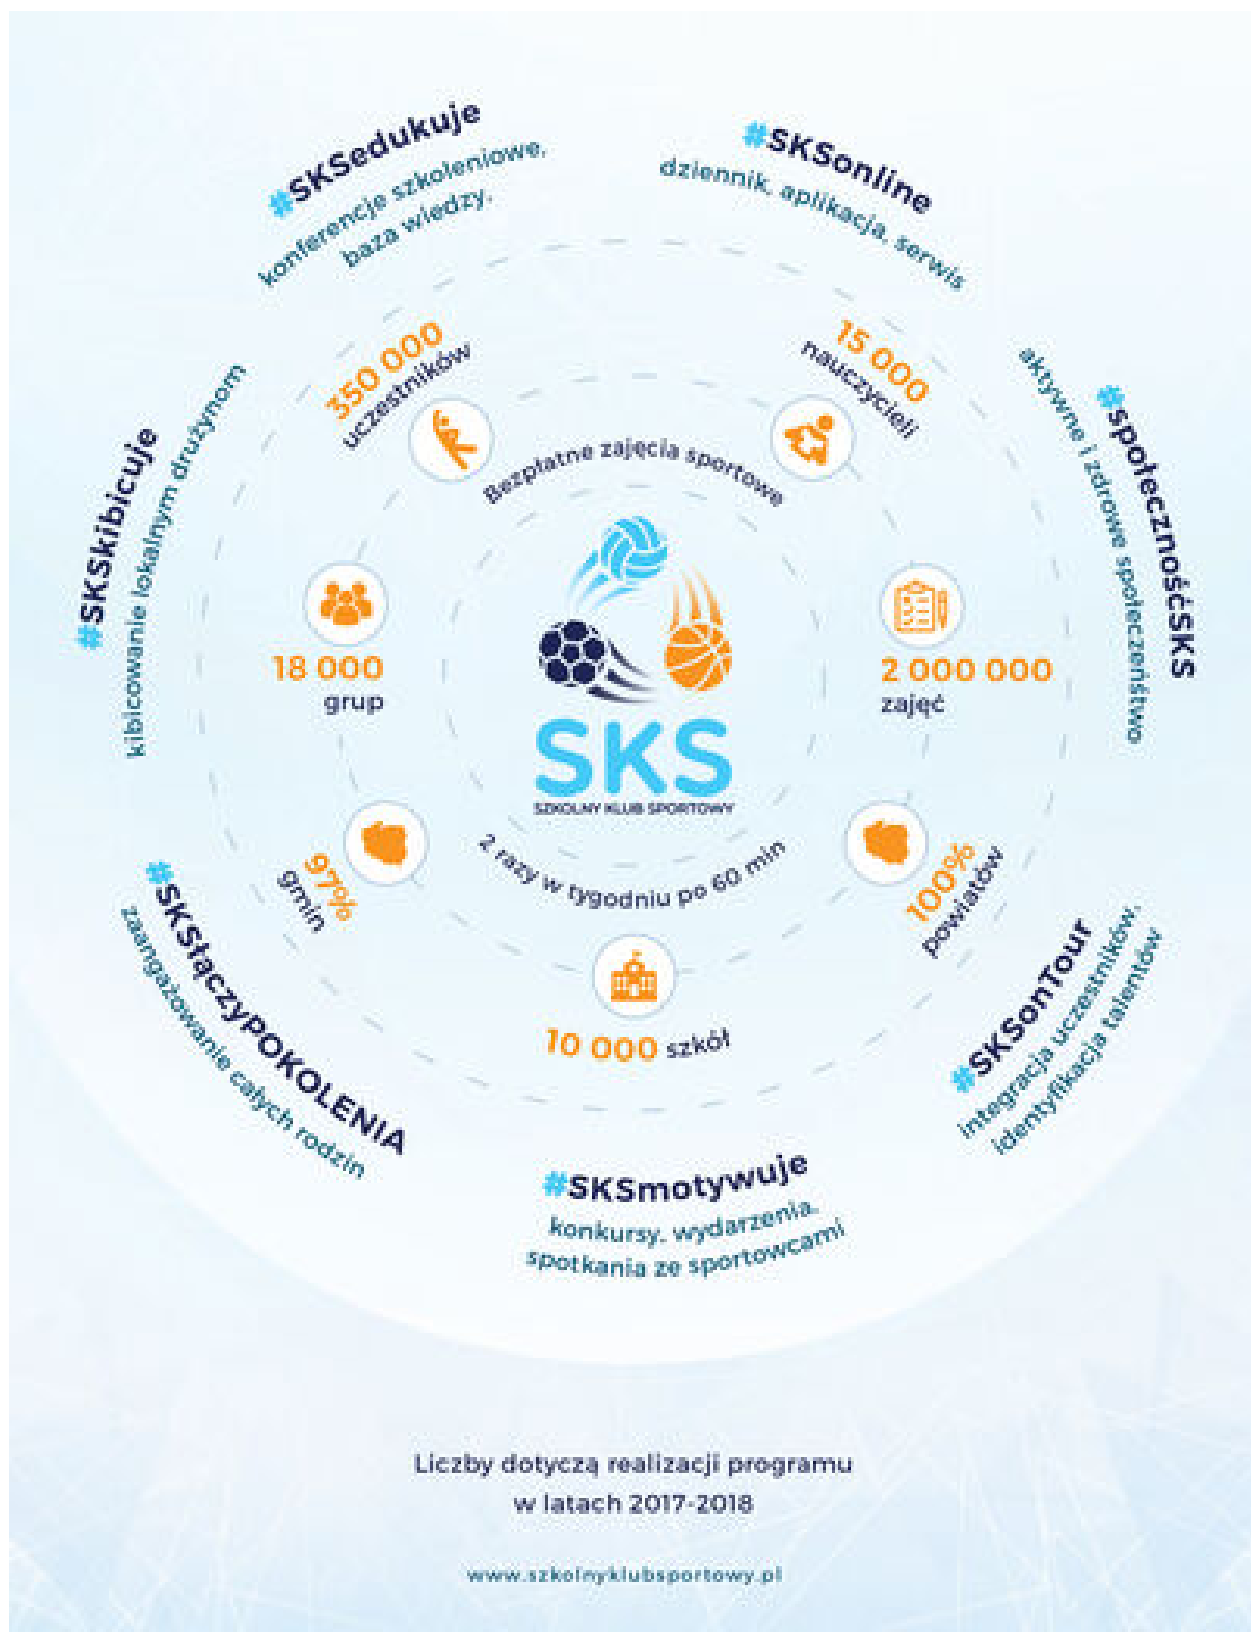 #SKSedukuje
konferencje szkoleniowe,
baza wiedzy,
#SKSonline
dziennik, aplikacja, serwis
#społecznośćSKS
aktywne i zdrowe społeczeństwo
#SKSonTour
integracja uczestników,
identyfikacja talentów
#SKSmotywuje
konkursy, wydarzenia,
spotkania ze sportowcami
#SKSłączyPOKOLENIA
zaangażowanie całych rodzin
#SKSkibicuje
kibicowanie lokalnym drużynom
350 000
uczestników
15 000
nauczycieli
2 000 000
zajęć
100%
powiatów
10 000 szkół
97%
gmin
18 000
grup
Bezpłatne zajęcia sportowe
SKS
SZKOLNY KLUB SPORTOWY
2 razy w tygodniu po 60 min
Liczby dotyczą realizacji programu
w latach 2017-2018
www.szkolnyklubsportowy.pl